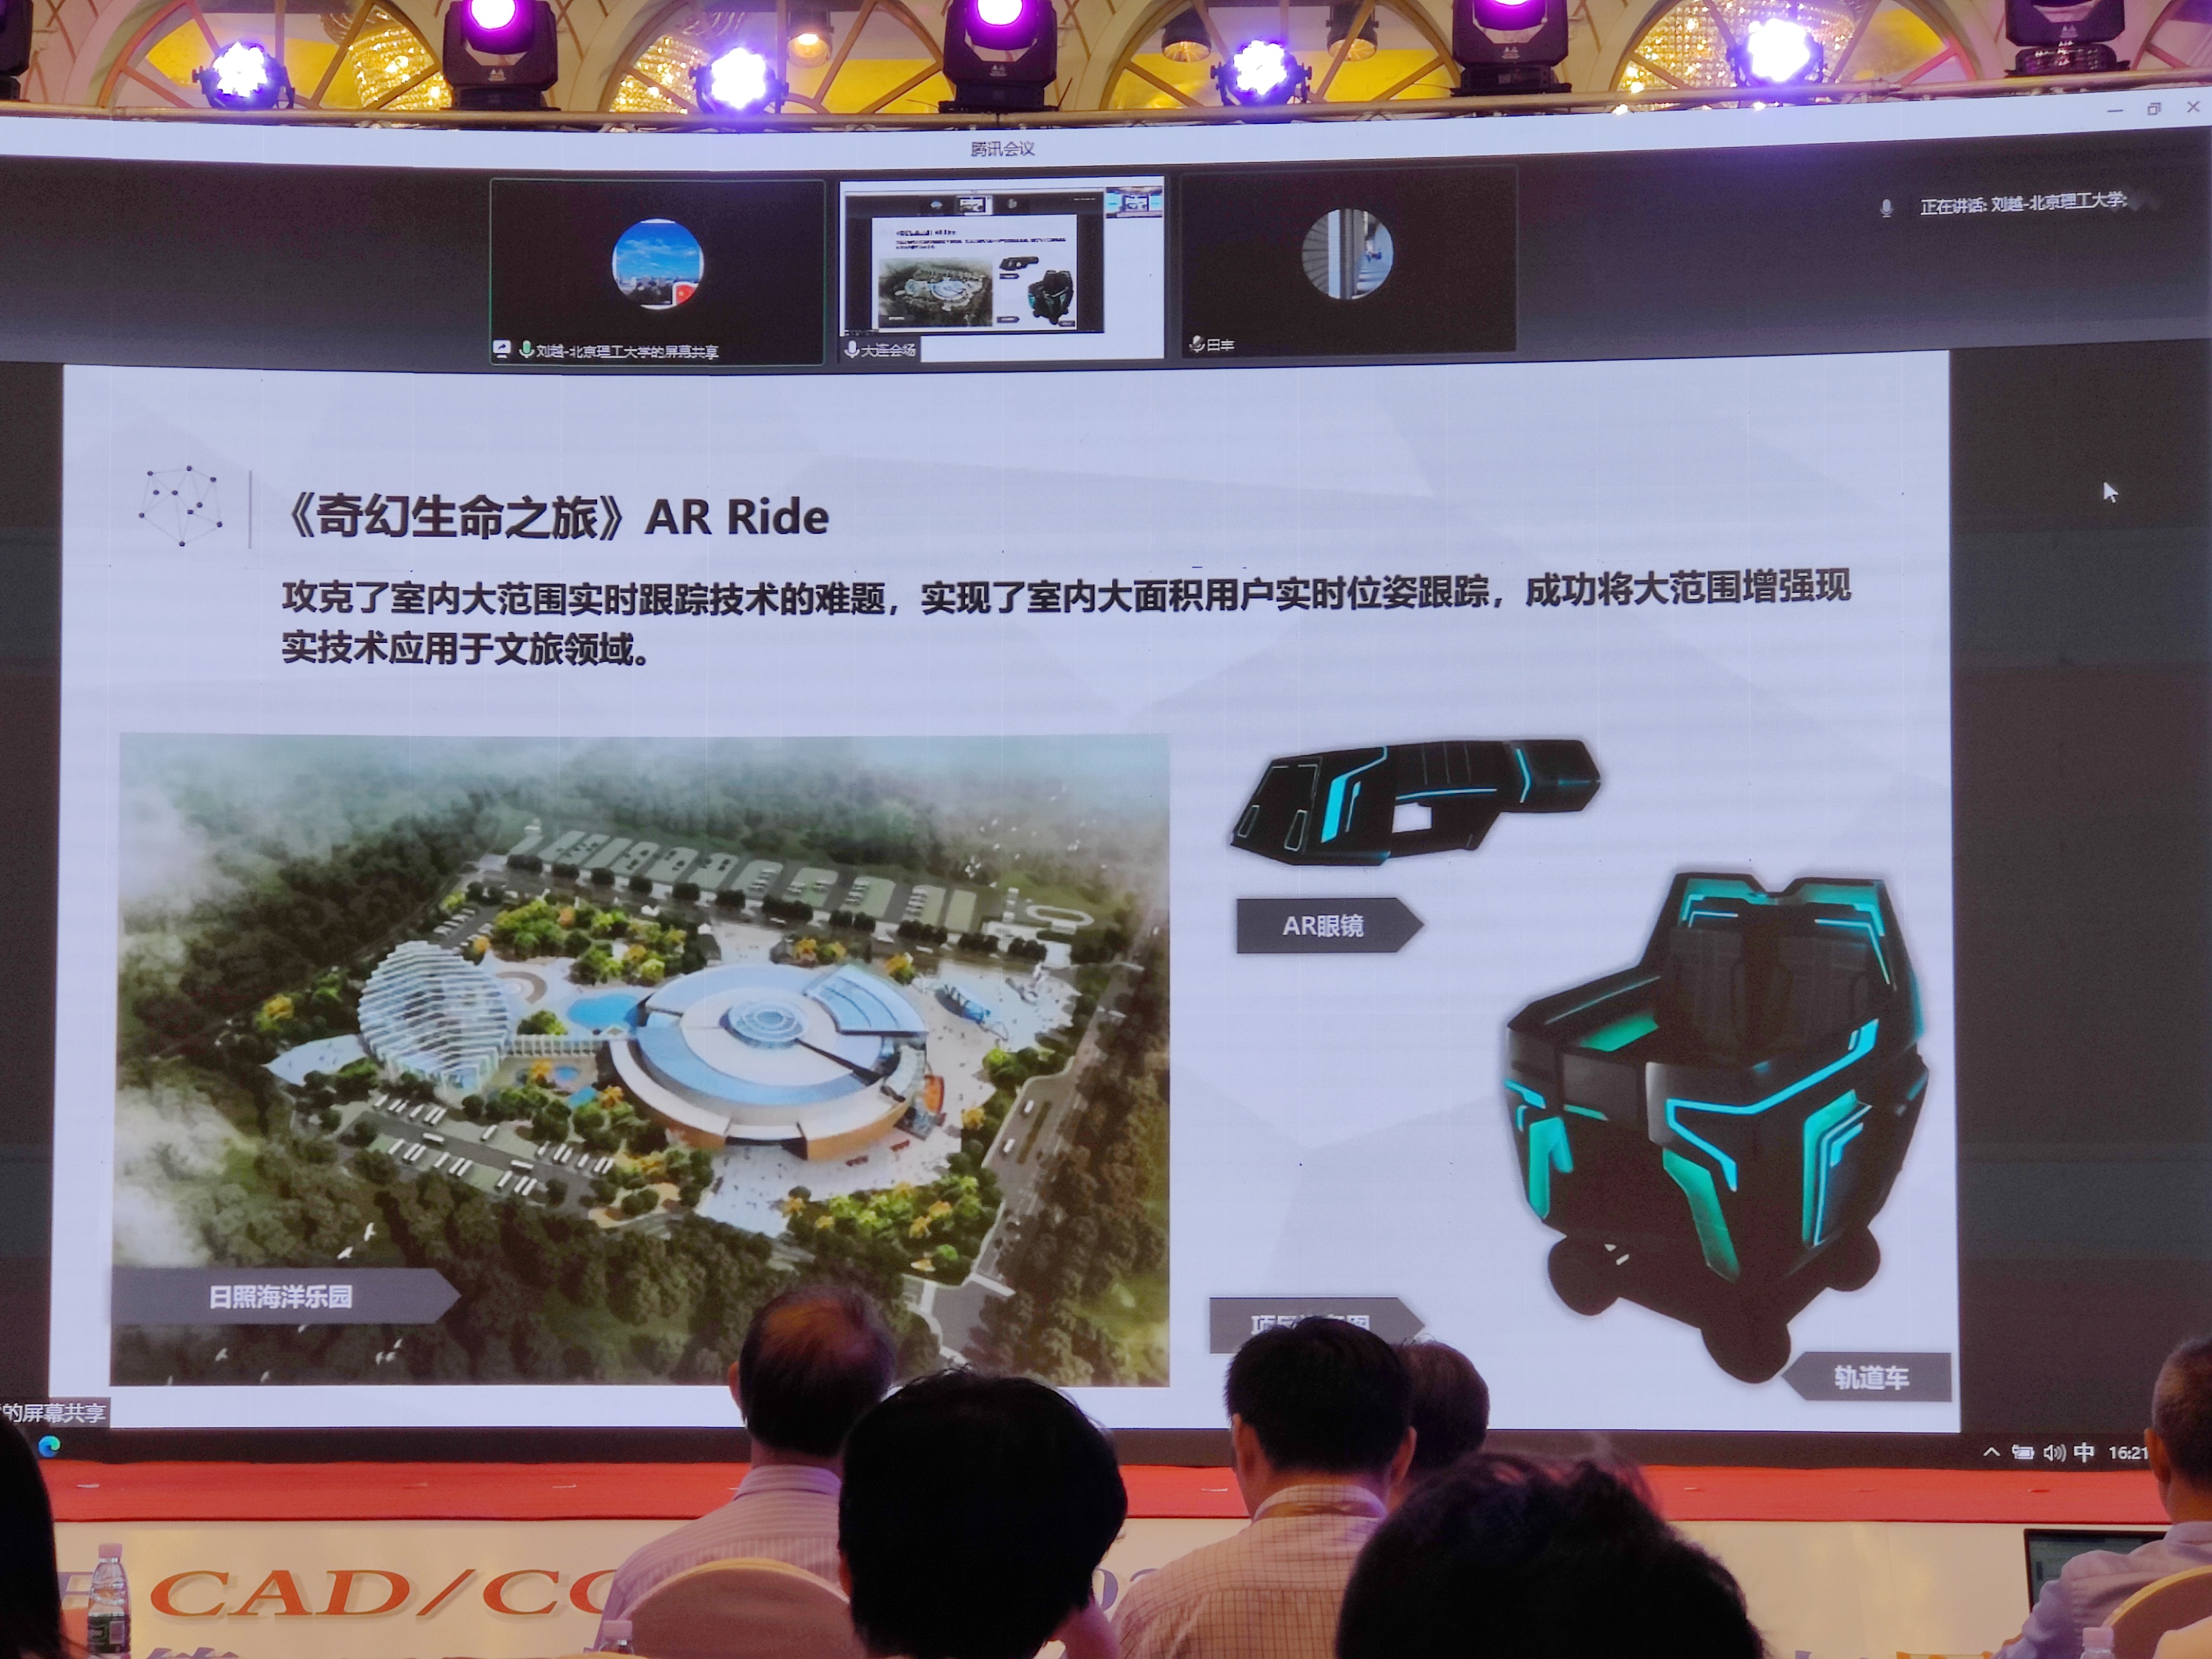 腾讯会议
正在讲话: 刘越-北京理工大学;
刘越-北京理工大学的屏幕共享
大连会场
田丰
《奇幻生命之旅》AR Ride
攻克了室内大范围实时跟踪技术的难题，实现了室内大面积用户实时位姿跟踪，成功将大范围增强现
实技术应用于文旅领域。
AR眼镜
日照海洋乐园
轨道车
的屏幕共享
中 16:21
CAD/CG